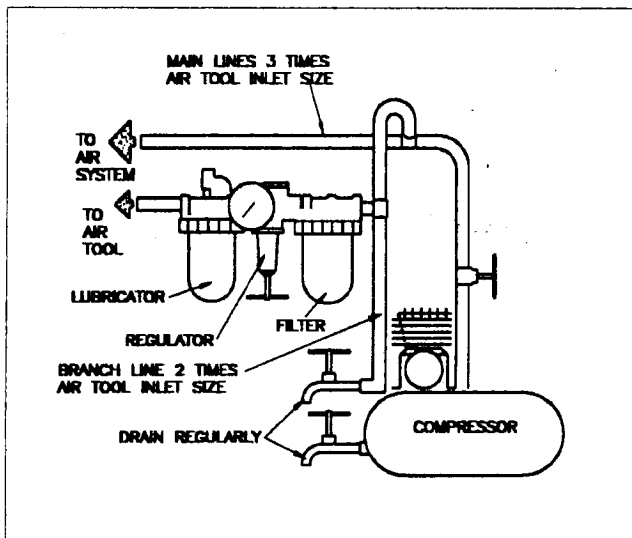 MAIN LINES 3 TIMES
AIR TOOL INLET SIZE
TO
AIR
SYSTEM
TO
AIR
TOOL
LUBRICATOR
REGULATOR
FILTER
BRANCH LINE 2 TIMES
AIR TOOL INLET SIZE
DRAIN REGULARLY
COMPRESSOR